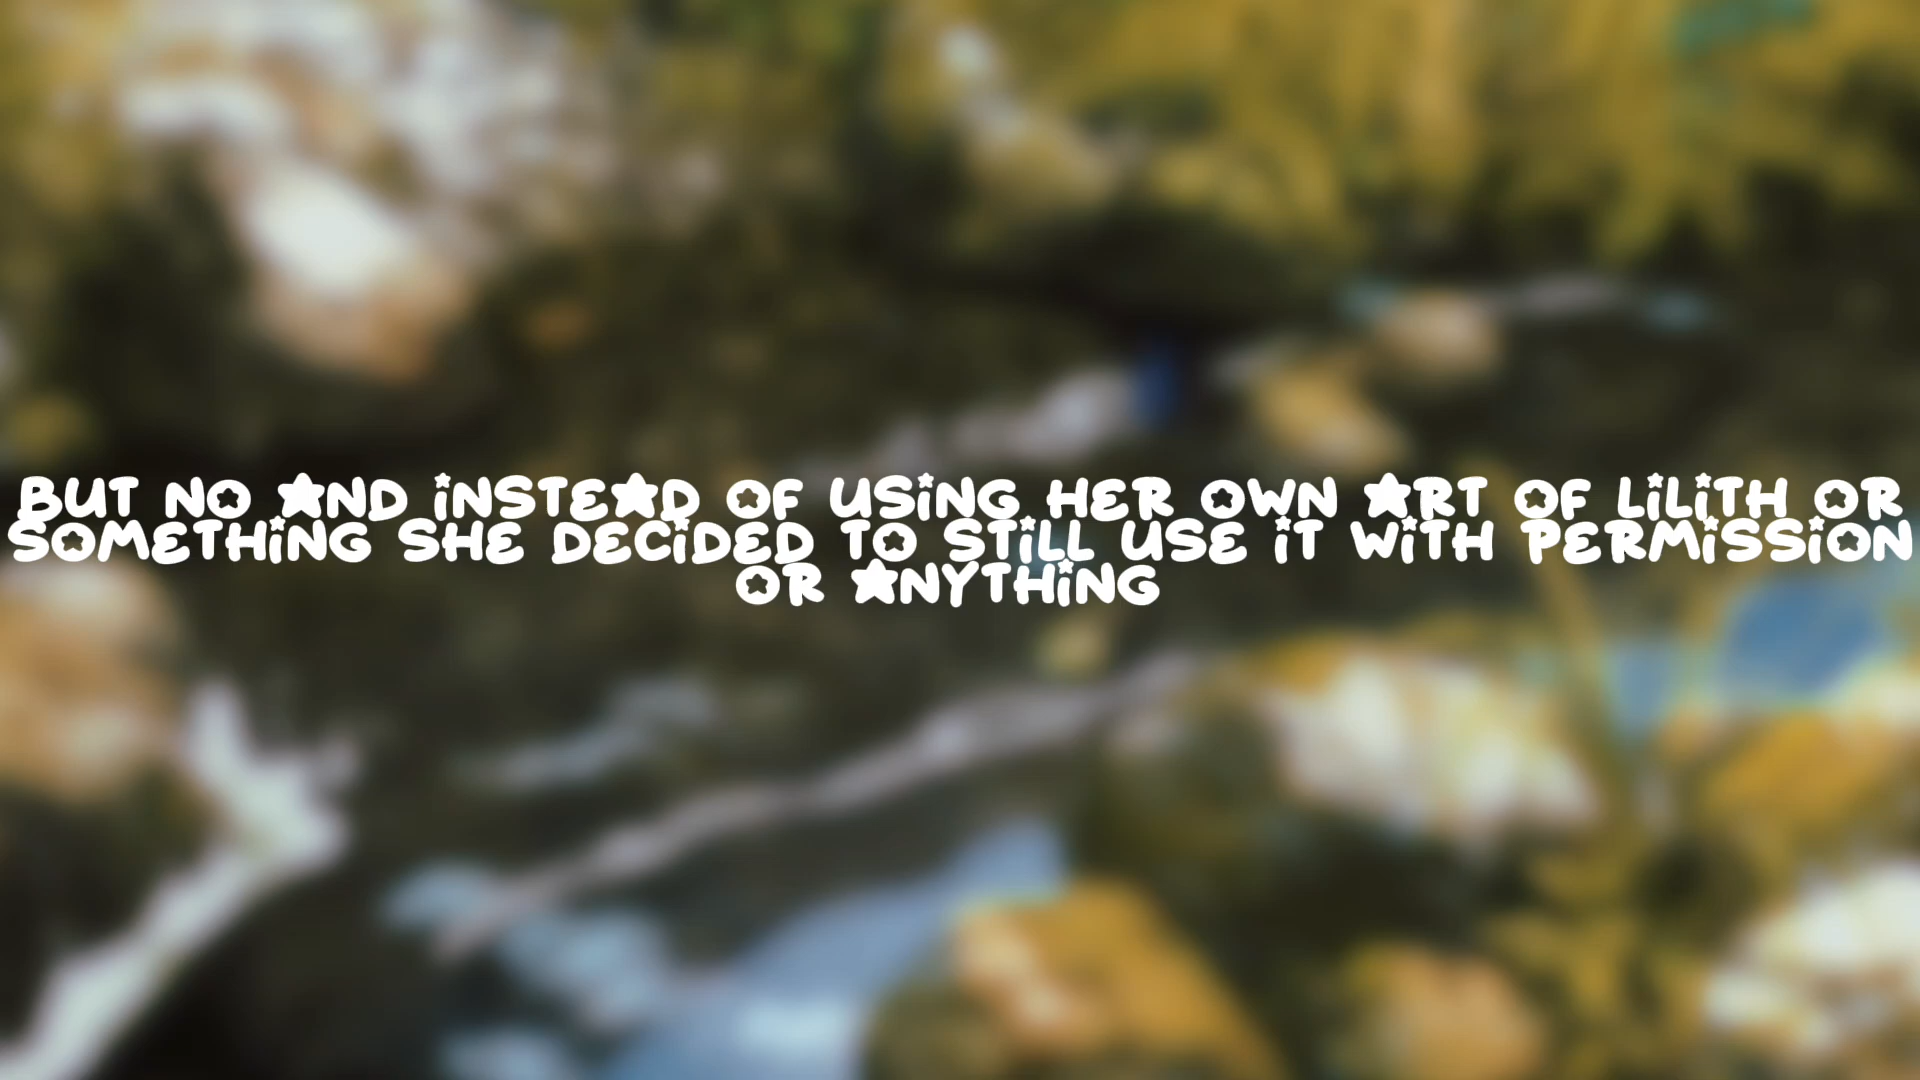 BUT NO AND INSTEAD OF USING HER OWN ART OF LILITH OR
SOMETHING SHE DECIDED TO STILL USE IT WITH PERMISSION
OR ANYTHING